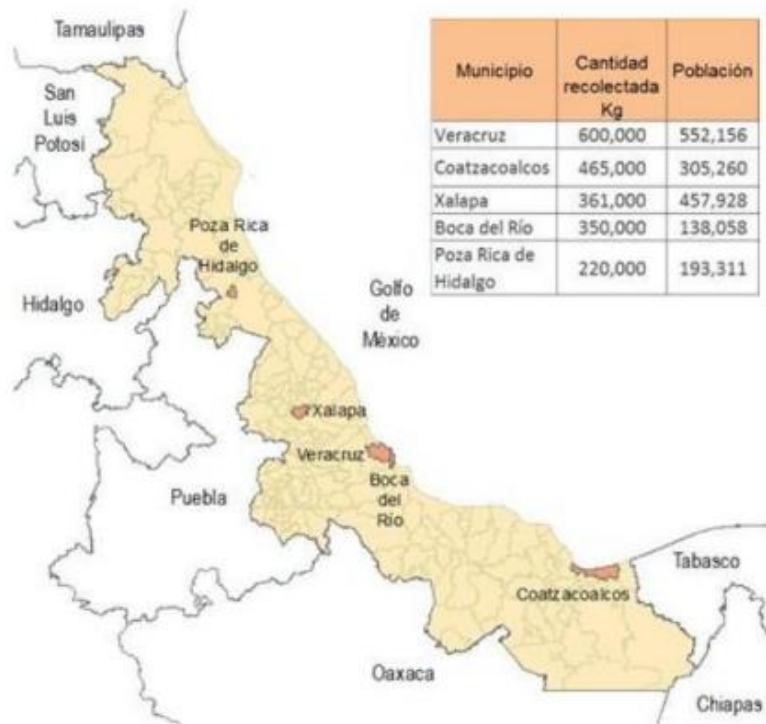 Tamaulipas
San
Luis
Potosí
Hidalgo
Poza Rica
de
Hidalgo
Golfo
de
México
Xalapa
Veracruz
Boca
del
Río
Puebla
Coatzacoalcos
Tabasco
Oaxaca
Chiapas
Municipio Cantidad recolectada Kg Población
Veracruz 600,000 552,156
Coatzacoalcos 465,000 305,260
Xalapa 361,000 457,928
Boca del Río 350,000 138,058
Poza Rica de Hidalgo 220,000 193,311